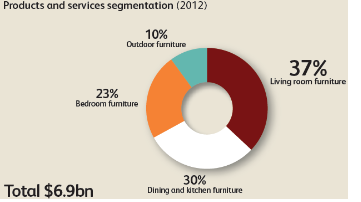 Products and services segmentation (2012)
10%
Outdoor furniture
37%
Living room furniture
23%
Bedroom furniture
30%
Dining and kitchen furniture
Total $6.9bn